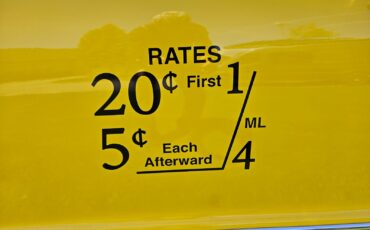 RATES
20¢ First 1/4 ML
5¢ Each
Afterward